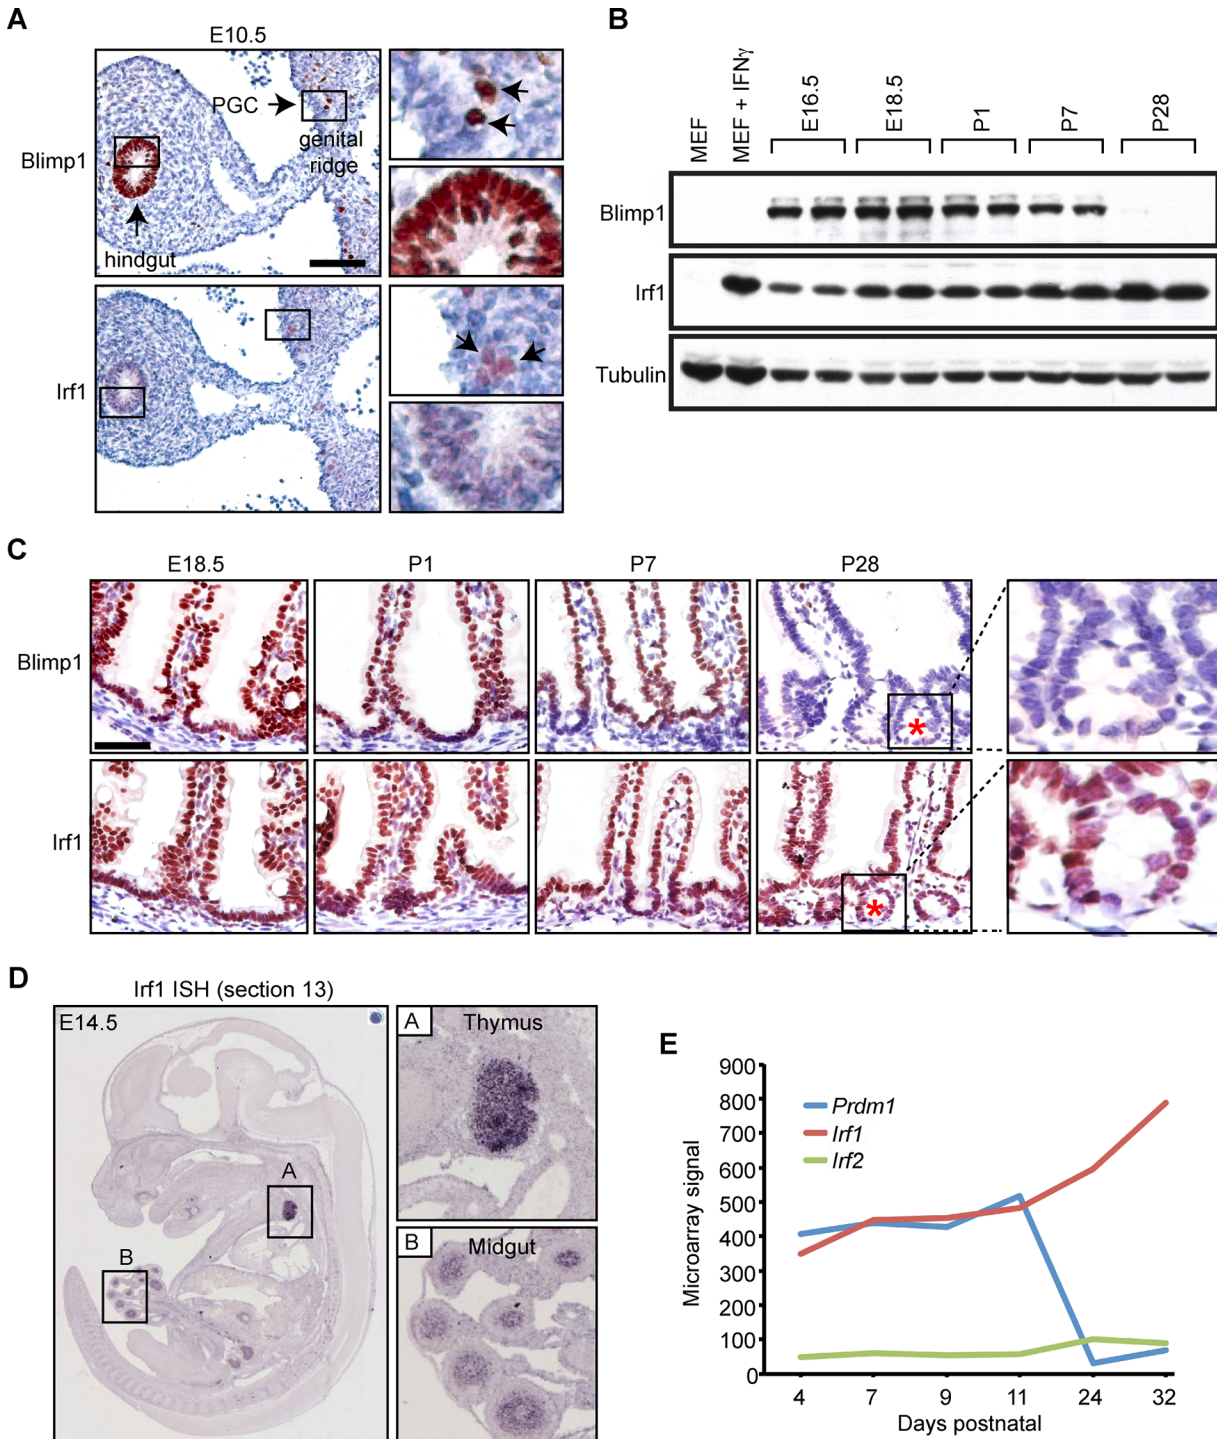 A
E10.5
PGC
genital
ridge
Blimp1
hindgut
Irf1
B
MEF
MEF + IFNγ
E16.5
E18.5
P1
P7
P28
Blimp1
Irf1
Tubulin
C
E18.5
P1
P7
P28
Blimp1
*
Irf1
*
D
Irf1 ISH (section 13)
E14.5
A
B
A
Thymus
B
Midgut
E
900
800
700
600
500
400
300
200
100
0
Microarray signal
Prdm1
Irf1
Irf2
4 7 9 11 24 32
Days postnatal